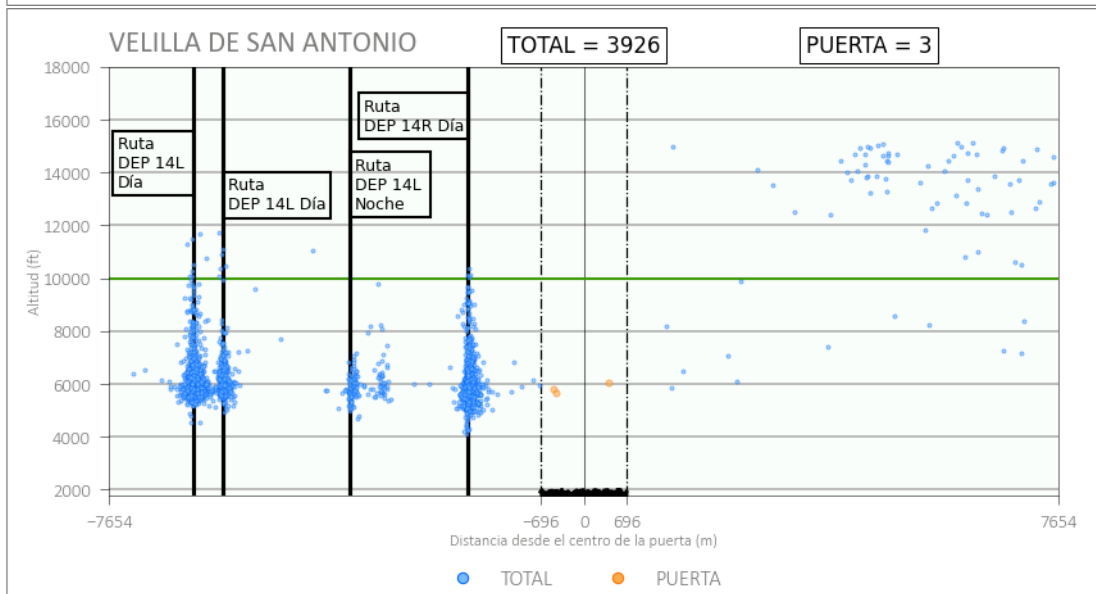 VELILLA DE SAN ANTONIO
TOTAL = 3926
PUERTA = 3
18000
16000
14000
12000
10000
8000
6000
4000
2000
Altitud (ft)
Ruta
DEP 14L
Día
Ruta
DEP 14L Día
Ruta
DEP 14L
Noche
Ruta
DEP 14R Día
−7654
−696
0
696
7654
Distancia desde el centro de la puerta (m)
TOTAL
PUERTA